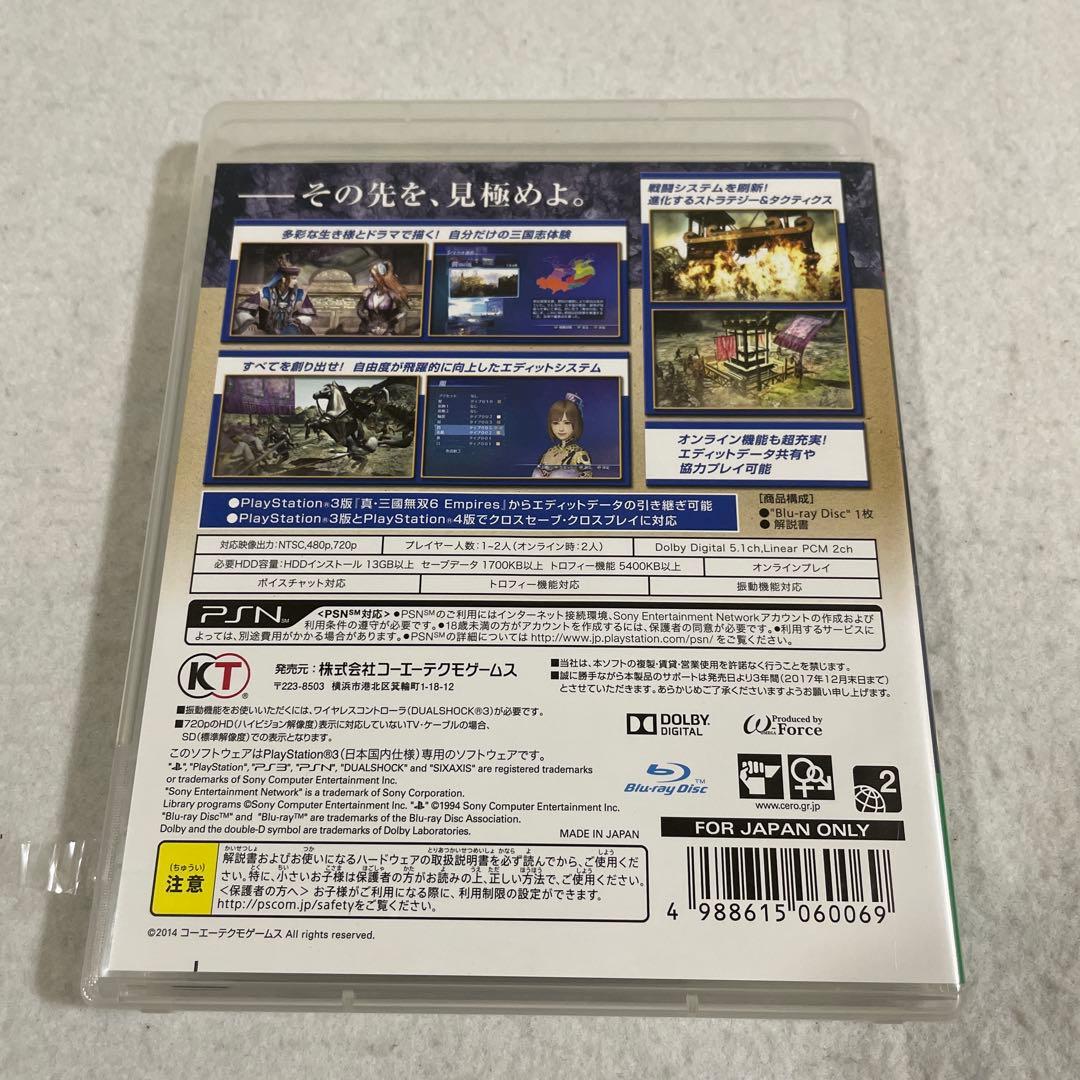 ――その先を、見極めよ。
多彩な生き様とドラマで描く! 自分だけの三国志体験
すべてを創り出せ! 自由度が飛躍的に向上したエディットシステム
戦闘システムを刷新!
進化するストラテジー&タクティクス
オンライン機能も超充実!
エディットデータ共有や
協力プレイ可能
●PlayStation®3版『真・三國無双6 Empires』からエディットデータの引き継ぎ可能
●PlayStation®3版とPlayStation®4版でクロスセーブ・クロスプレイに対応
[商品構成]
●"Blu-ray Disc" 1枚
● 解説書
対応映像出力:NTSC,480p,720p
プレイヤー人数:1~2人(オンライン時:2人)
Dolby Digital 5.1ch,Linear PCM 2ch
必要HDD容量:HDDインストール 13GB以上 セーブデータ 1700KB以上 トロフィー機能 5400KB以上
オンラインプレイ
ボイスチャット対応
トロフィー機能対応
振動機能対応
PSN℠
<PSN℠対応> ●PSN℠のご利用にはインターネット接続環境、Sony Entertainment Networkアカウントの作成および
利用条件の遵守が必要です。●18歳未満の方がアカウントを作成するには、保護者の同意が必要です。●利用するサービスに
よっては、別途費用がかかる場合があります。●PSN℠の詳細については http://www.jp.playstation.com/psn/ をご覧ください。
KT®
発売元:株式会社コーエーテクモゲームス
〒223-8503 横浜市港北区箕輪町1-18-12
■当社は、本ソフトの複製・賃貸・営業使用を許諾なく行うことを禁じます。
■誠に勝手ながら本製品のサポートは発売日より3年間(2017年12月末日まで)
とさせていただきます。あらかじめご了承くださいますようお願い申し上げます。
■振動機能をお使いいただくには、ワイヤレスコントローラ(DUALSHOCK®3)が必要です。
■720pのHD(ハイビジョン解像度)表示に対応していないTV・ケーブルの場合、
SD(標準解像度)での表示となります。
DOLBY
DIGITAL
Produced by
ω-Force
OMEGA
このソフトウェアはPlayStation®3(日本国内仕様)専用のソフトウェアです。
"PS", "PlayStation", "PS3", "PSN", "DUALSHOCK" and "SIXAXIS" are registered trademarks
or trademarks of Sony Computer Entertainment Inc.
"Sony Entertainment Network" is a trademark of Sony Corporation.
Library programs ©Sony Computer Entertainment Inc. "PS" ©1994 Sony Computer Entertainment Inc.
"Blu-ray Disc™" and "Blu-ray™" are trademarks of the Blu-ray Disc Association.
Dolby and the double-D symbol are trademarks of Dolby Laboratories.
Blu-ray Disc™
www.cero.gr.jp
2
MADE IN JAPAN
FOR JAPAN ONLY
(ちゅうい)
注意
解説書およびお使いになるハードウェアの取扱説明書を必ず読んでから、ご使用くだ
さい。特に、小さいお子様は保護者の方がお読みの上、正しい方法で、ご使用ください。
<保護者の方へ> お子様がご利用になる際に、利用制限の設定ができます。
http://pscom.jp/safetyをご覧ください。
4 988615 060069
©2014 コーエーテクモゲームス All rights reserved.